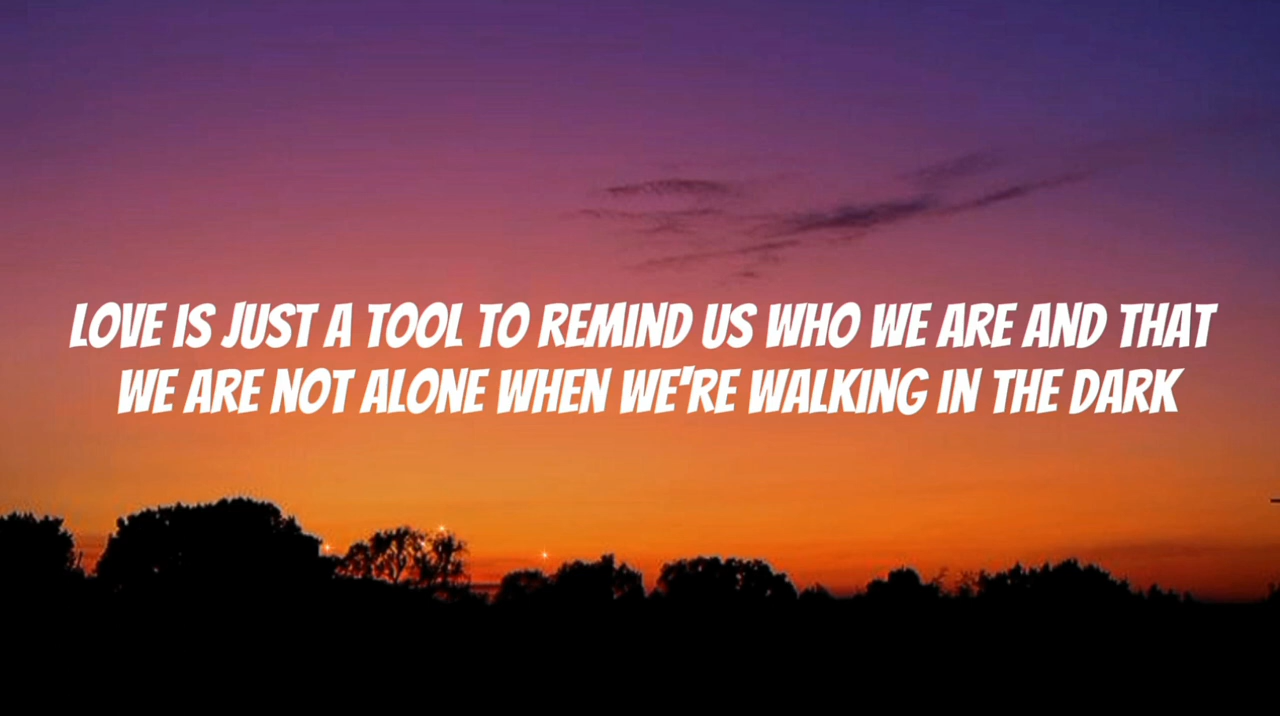 LOVE IS JUST A TOOL TO REMIND US WHO WE ARE AND THAT
WE ARE NOT ALONE WHEN WE'RE WALKING IN THE DARK